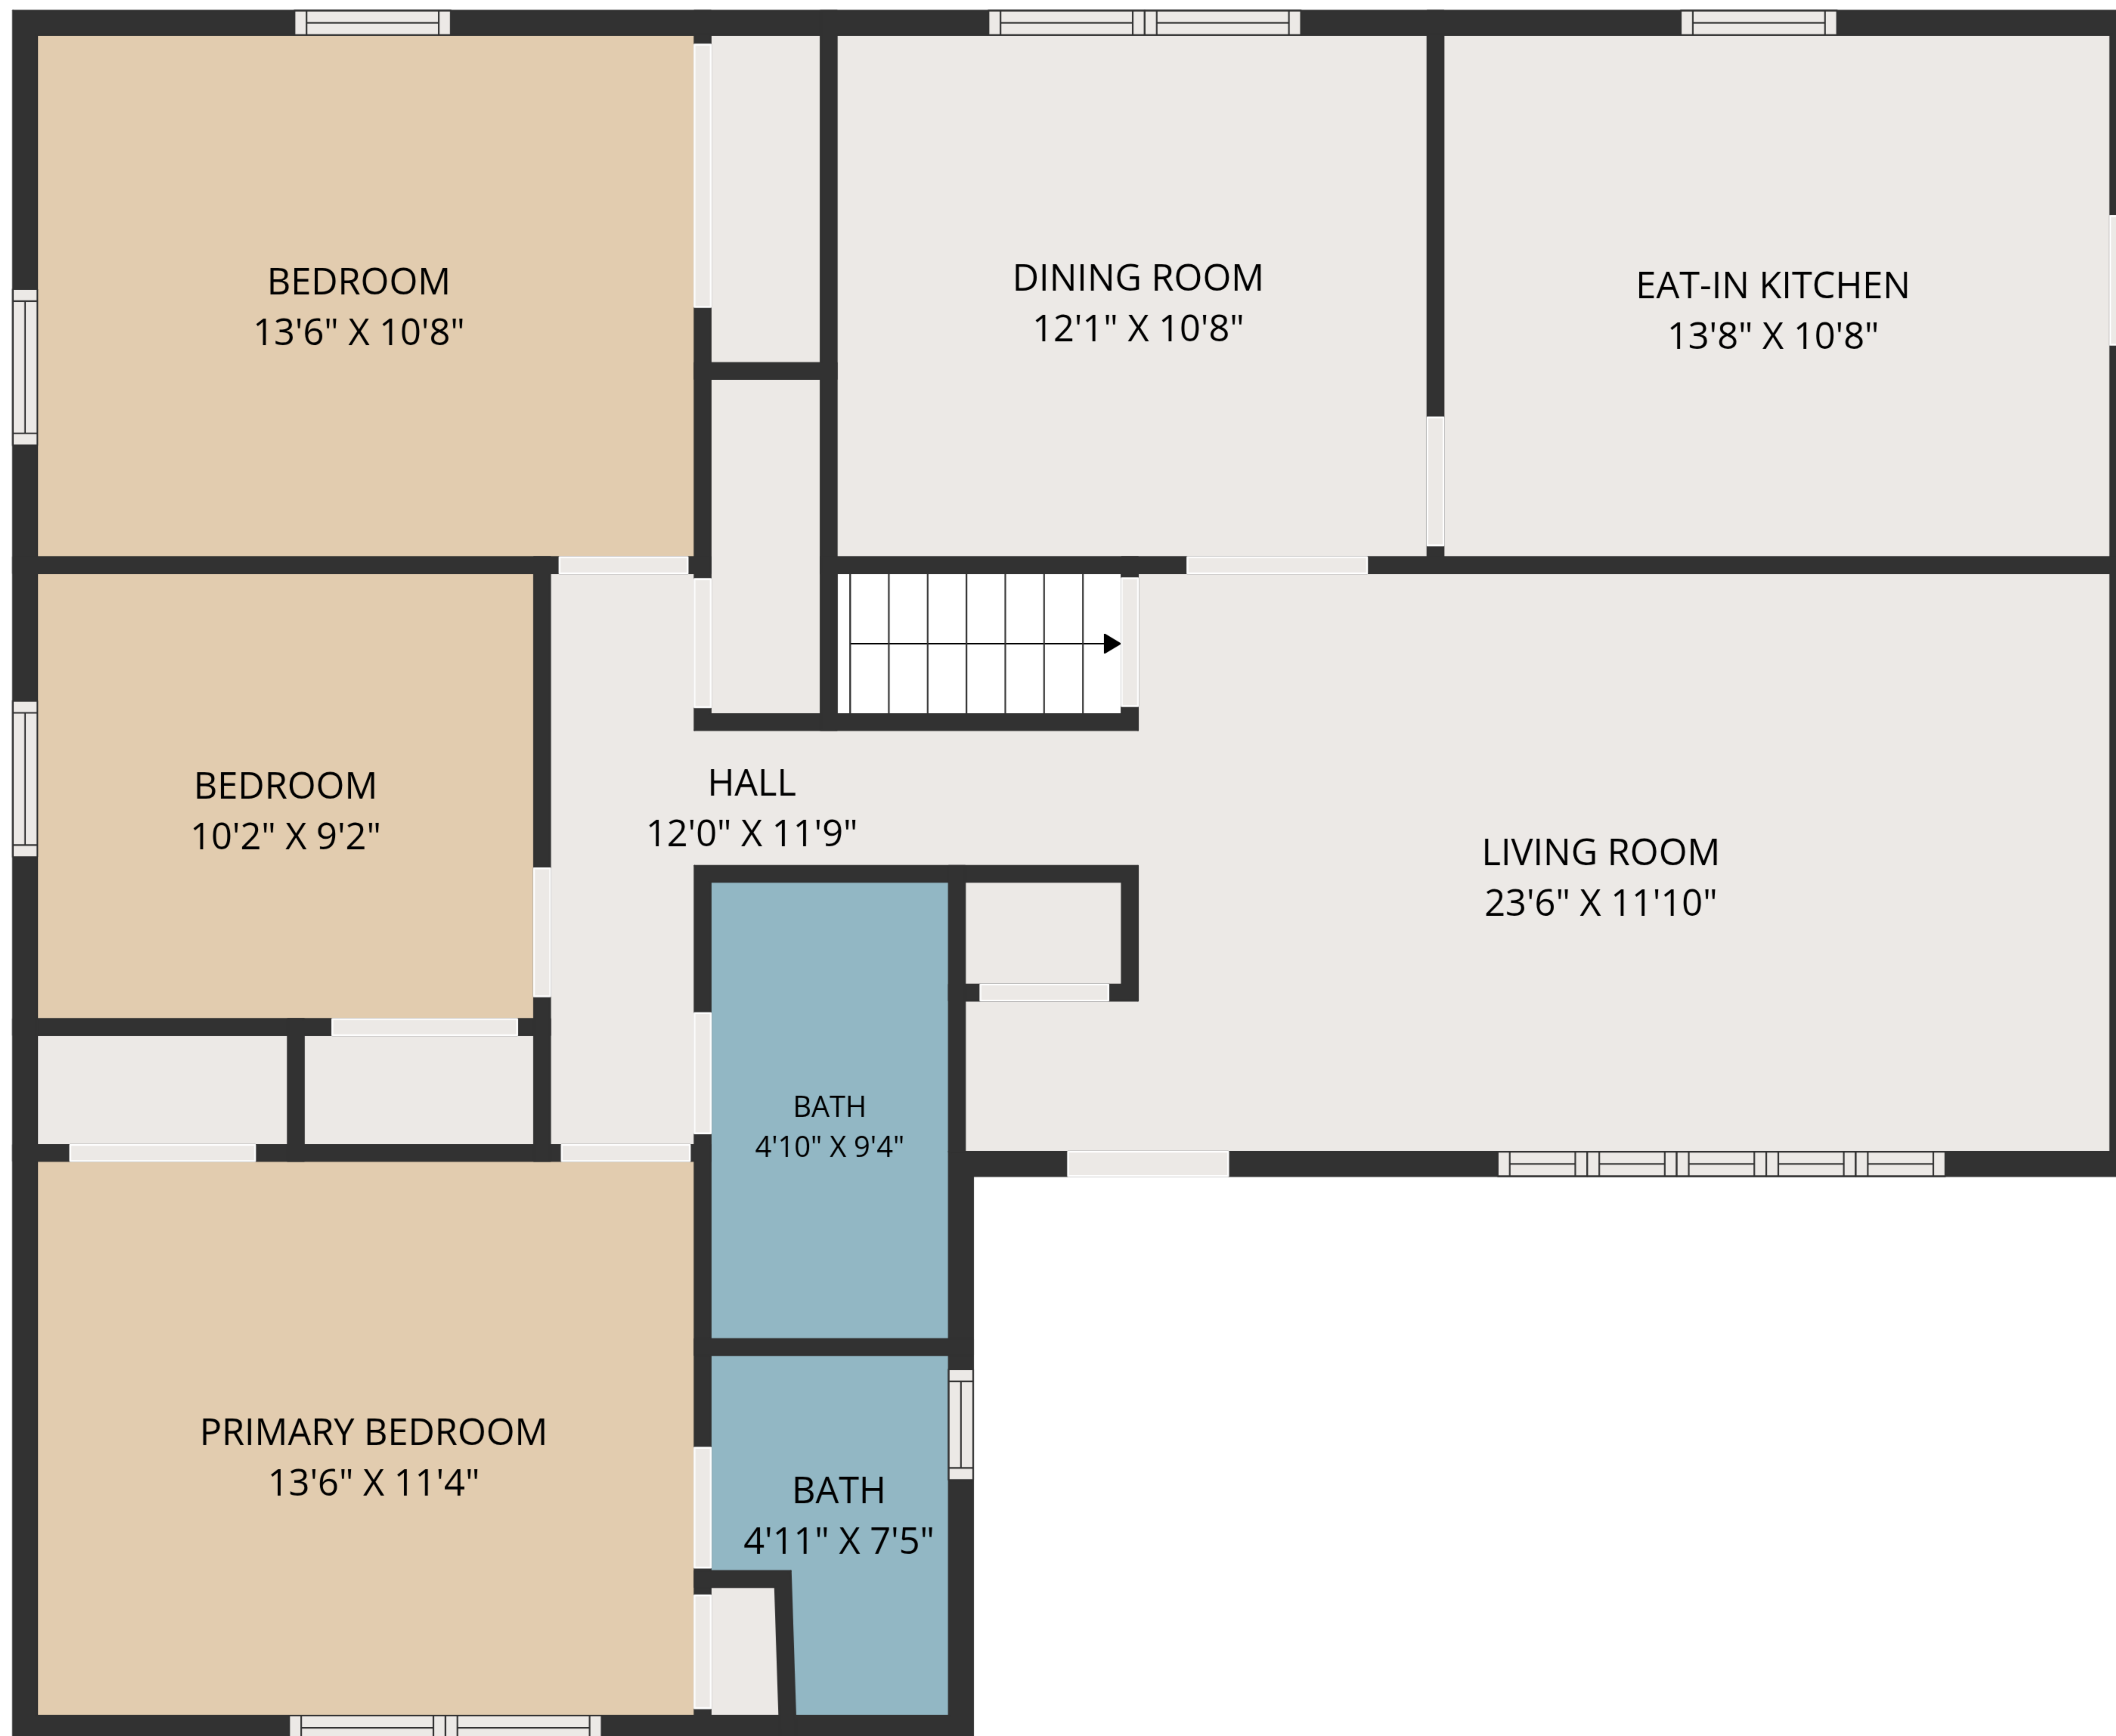 BEDROOM
13'6" X 10'8"
DINING ROOM
12'1" X 10'8"
EAT-IN KITCHEN
13'8" X 10'8"
BEDROOM
10'2" X 9'2"
HALL
12'0" X 11'9"
LIVING ROOM
23'6" X 11'10"
BATH
4'10" X 9'4"
PRIMARY BEDROOM
13'6" X 11'4"
BATH
4'11" X 7'5"